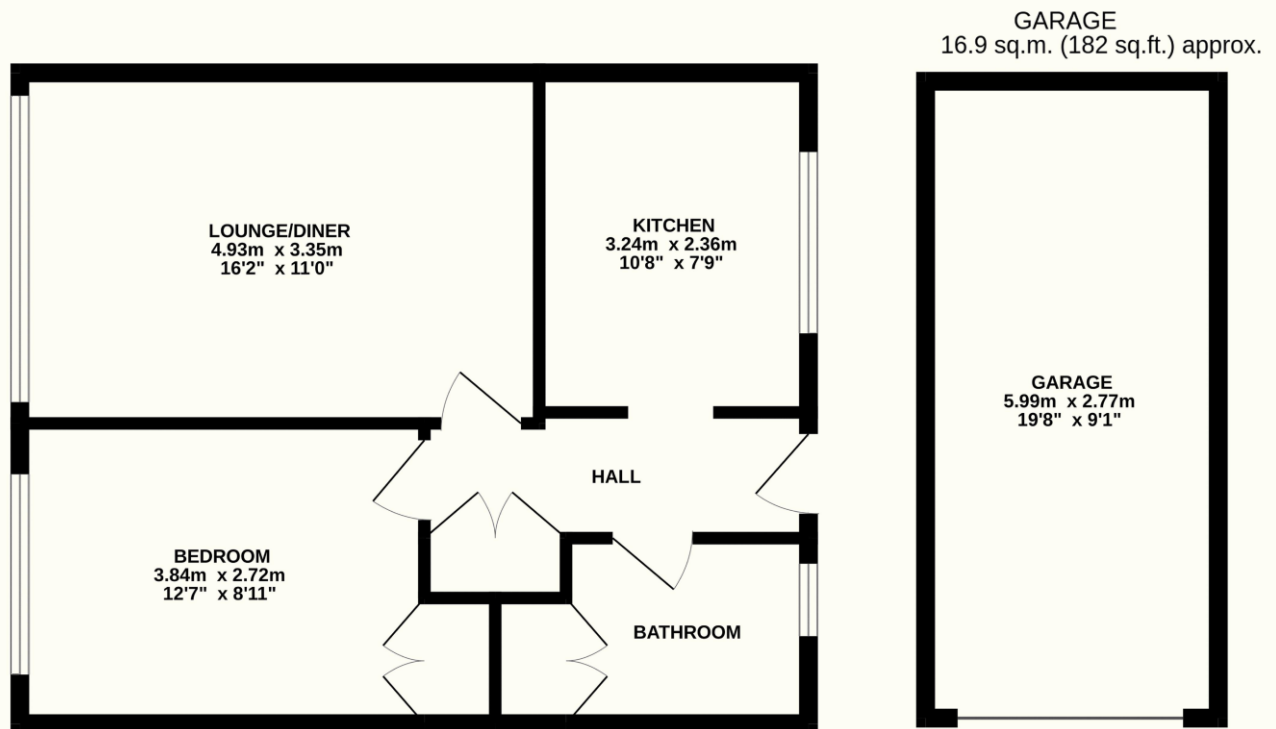 GARAGE
16.9 sq.m. (182 sq.ft.) approx.
LOUNGE/DINER
4.93m x 3.35m
16'2" x 11'0"
KITCHEN
3.24m x 2.36m
10'8" x 7'9"
GARAGE
5.99m x 2.77m
19'8" x 9'1"
HALL
BEDROOM
3.84m x 2.72m
12'7" x 8'11"
BATHROOM